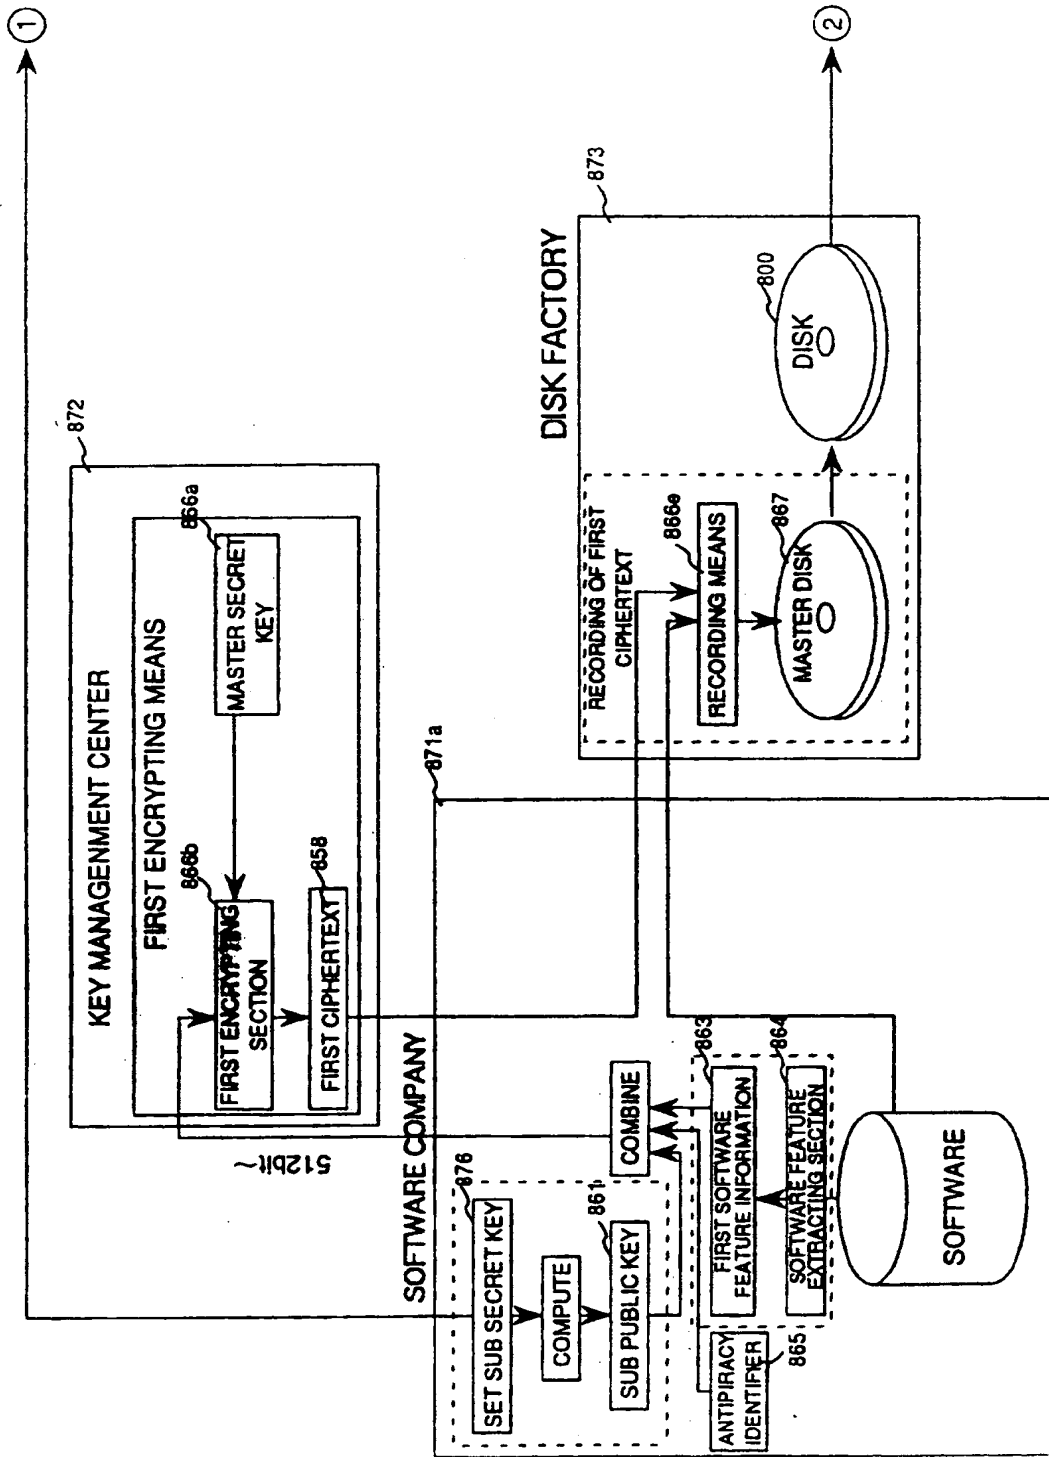 1
872
KEY MANAGENMENT CENTER
FIRST ENCRYPTING MEANS
866a
MASTER SECRET
KEY
866b
FIRST ENCRYPTING
SECTION
858
FIRST CIPHERTEXT
512bit~
SOFTWARE COMPANY
871a
876
SET SUB SECRET KEY
COMPUTE
861
SUB PUBLIC KEY
COMBINE
863
FIRST SOFTWARE
FEATURE INFORMATION
864
SOFTWARE FEATURE
EXTRACTING SECTION
ANTIPIRACY
IDENTIFIER
865
SOFTWARE
DISK FACTORY
873
RECORDING OF FIRST
CIPHERTEXT
866e
RECORDING MEANS
867
MASTER DISK
800
DISK
2